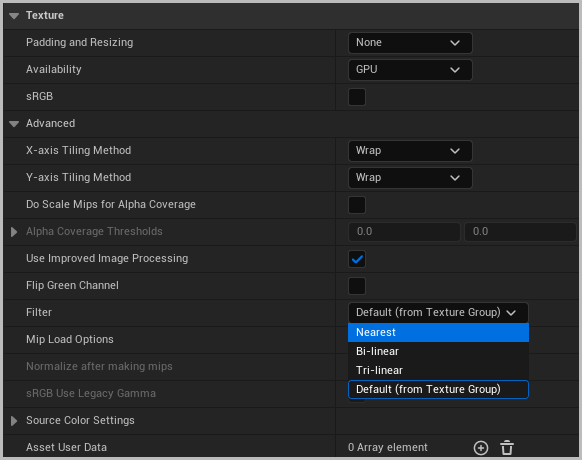 Texture
Padding and Resizing None
Availability GPU
sRGB
Advanced
X-axis Tiling Method Wrap
Y-axis Tiling Method Wrap
Do Scale Mips for Alpha Coverage
Alpha Coverage Thresholds 0.0 0.0
Use Improved Image Processing
Flip Green Channel
Filter Default (from Texture Group)
Nearest
Mip Load Options
Bi-linear
Normalize after making mips Tri-linear
sRGB Use Legacy Gamma Default (from Texture Group)
Source Color Settings
Asset User Data 0 Array element